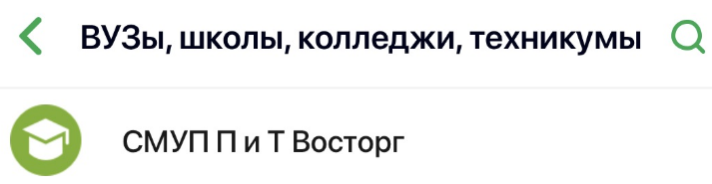 ВУЗы, школы, колледжи, техникумы
СМУП П и Т Восторг